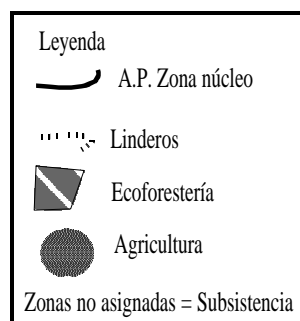 Leyenda
A.P. Zona núcleo
Linderos
Ecoforestería
Agricultura
Zonas no asignadas = Subsistencia